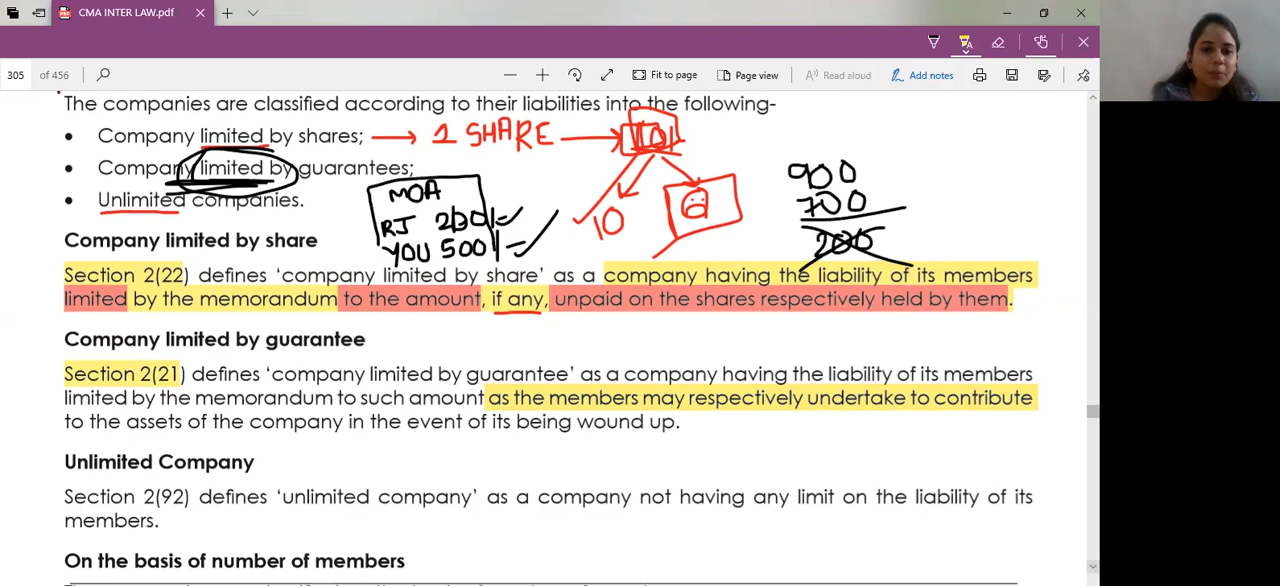 CMA INTER LAW.pdf
305 of 456 Fit to page Page view Read aloud Add notes
The companies are classified according to their liabilities into the following-
• Company limited by shares; → 1 SHARE →
• Company limited by guarantees;
• Unlimited companies.
MOA
RJ 200/-
YOU 500/-
10
900
700
200
Company limited by share
Section 2(22) defines ‘company limited by share’ as a company having the liability of its members
limited by the memorandum to the amount, if any, unpaid on the shares respectively held by them.
Company limited by guarantee
Section 2(21) defines ‘company limited by guarantee’ as a company having the liability of its members
limited by the memorandum to such amount as the members may respectively undertake to contribute
to the assets of the company in the event of its being wound up.
Unlimited Company
Section 2(92) defines ‘unlimited company’ as a company not having any limit on the liability of its
members.
On the basis of number of members